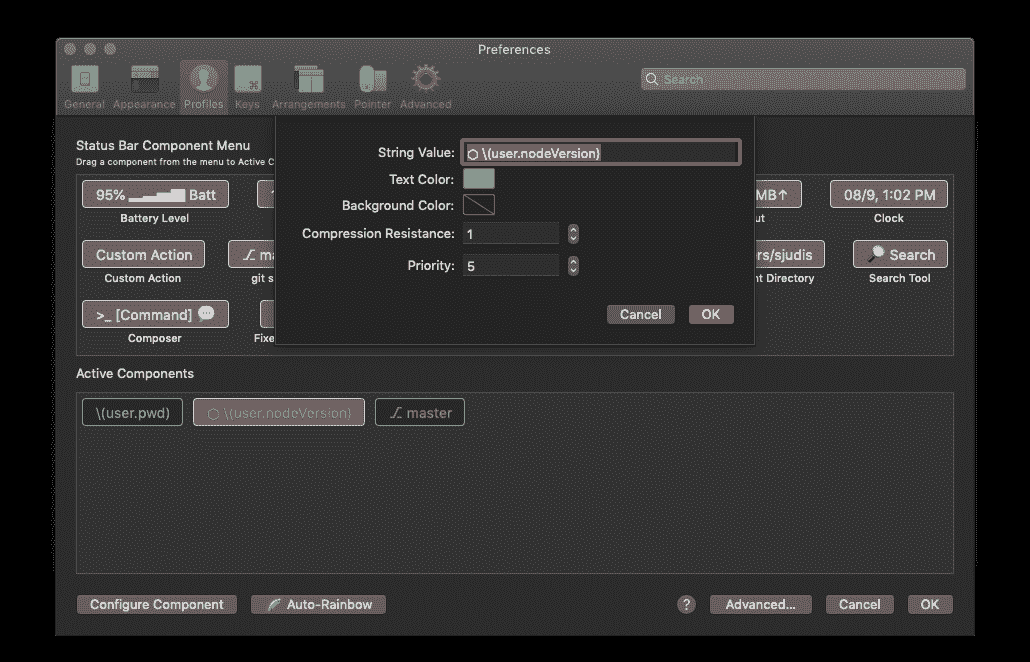 Preferences
General Appearance Profiles Keys Arrangements Pointer Advanced
Search
Status Bar Component Menu
Drag a component from the menu to Active C
95% Batt
Battery Level
MB↑
ut
08/9, 1:02 PM
Clock
Custom Action
Custom Action
ma
git s
rs/sjudis
nt Directory
Search
Search Tool
>_ [Command]
Composer
Fixe
String Value: ⬡ \(user.nodeVersion)
Text Color:
Background Color:
Compression Resistance: 1
Priority: 5
Cancel OK
Active Components
\(user.pwd) ⬡ \(user.nodeVersion) master
Configure Component Auto-Rainbow ? Advanced... Cancel OK